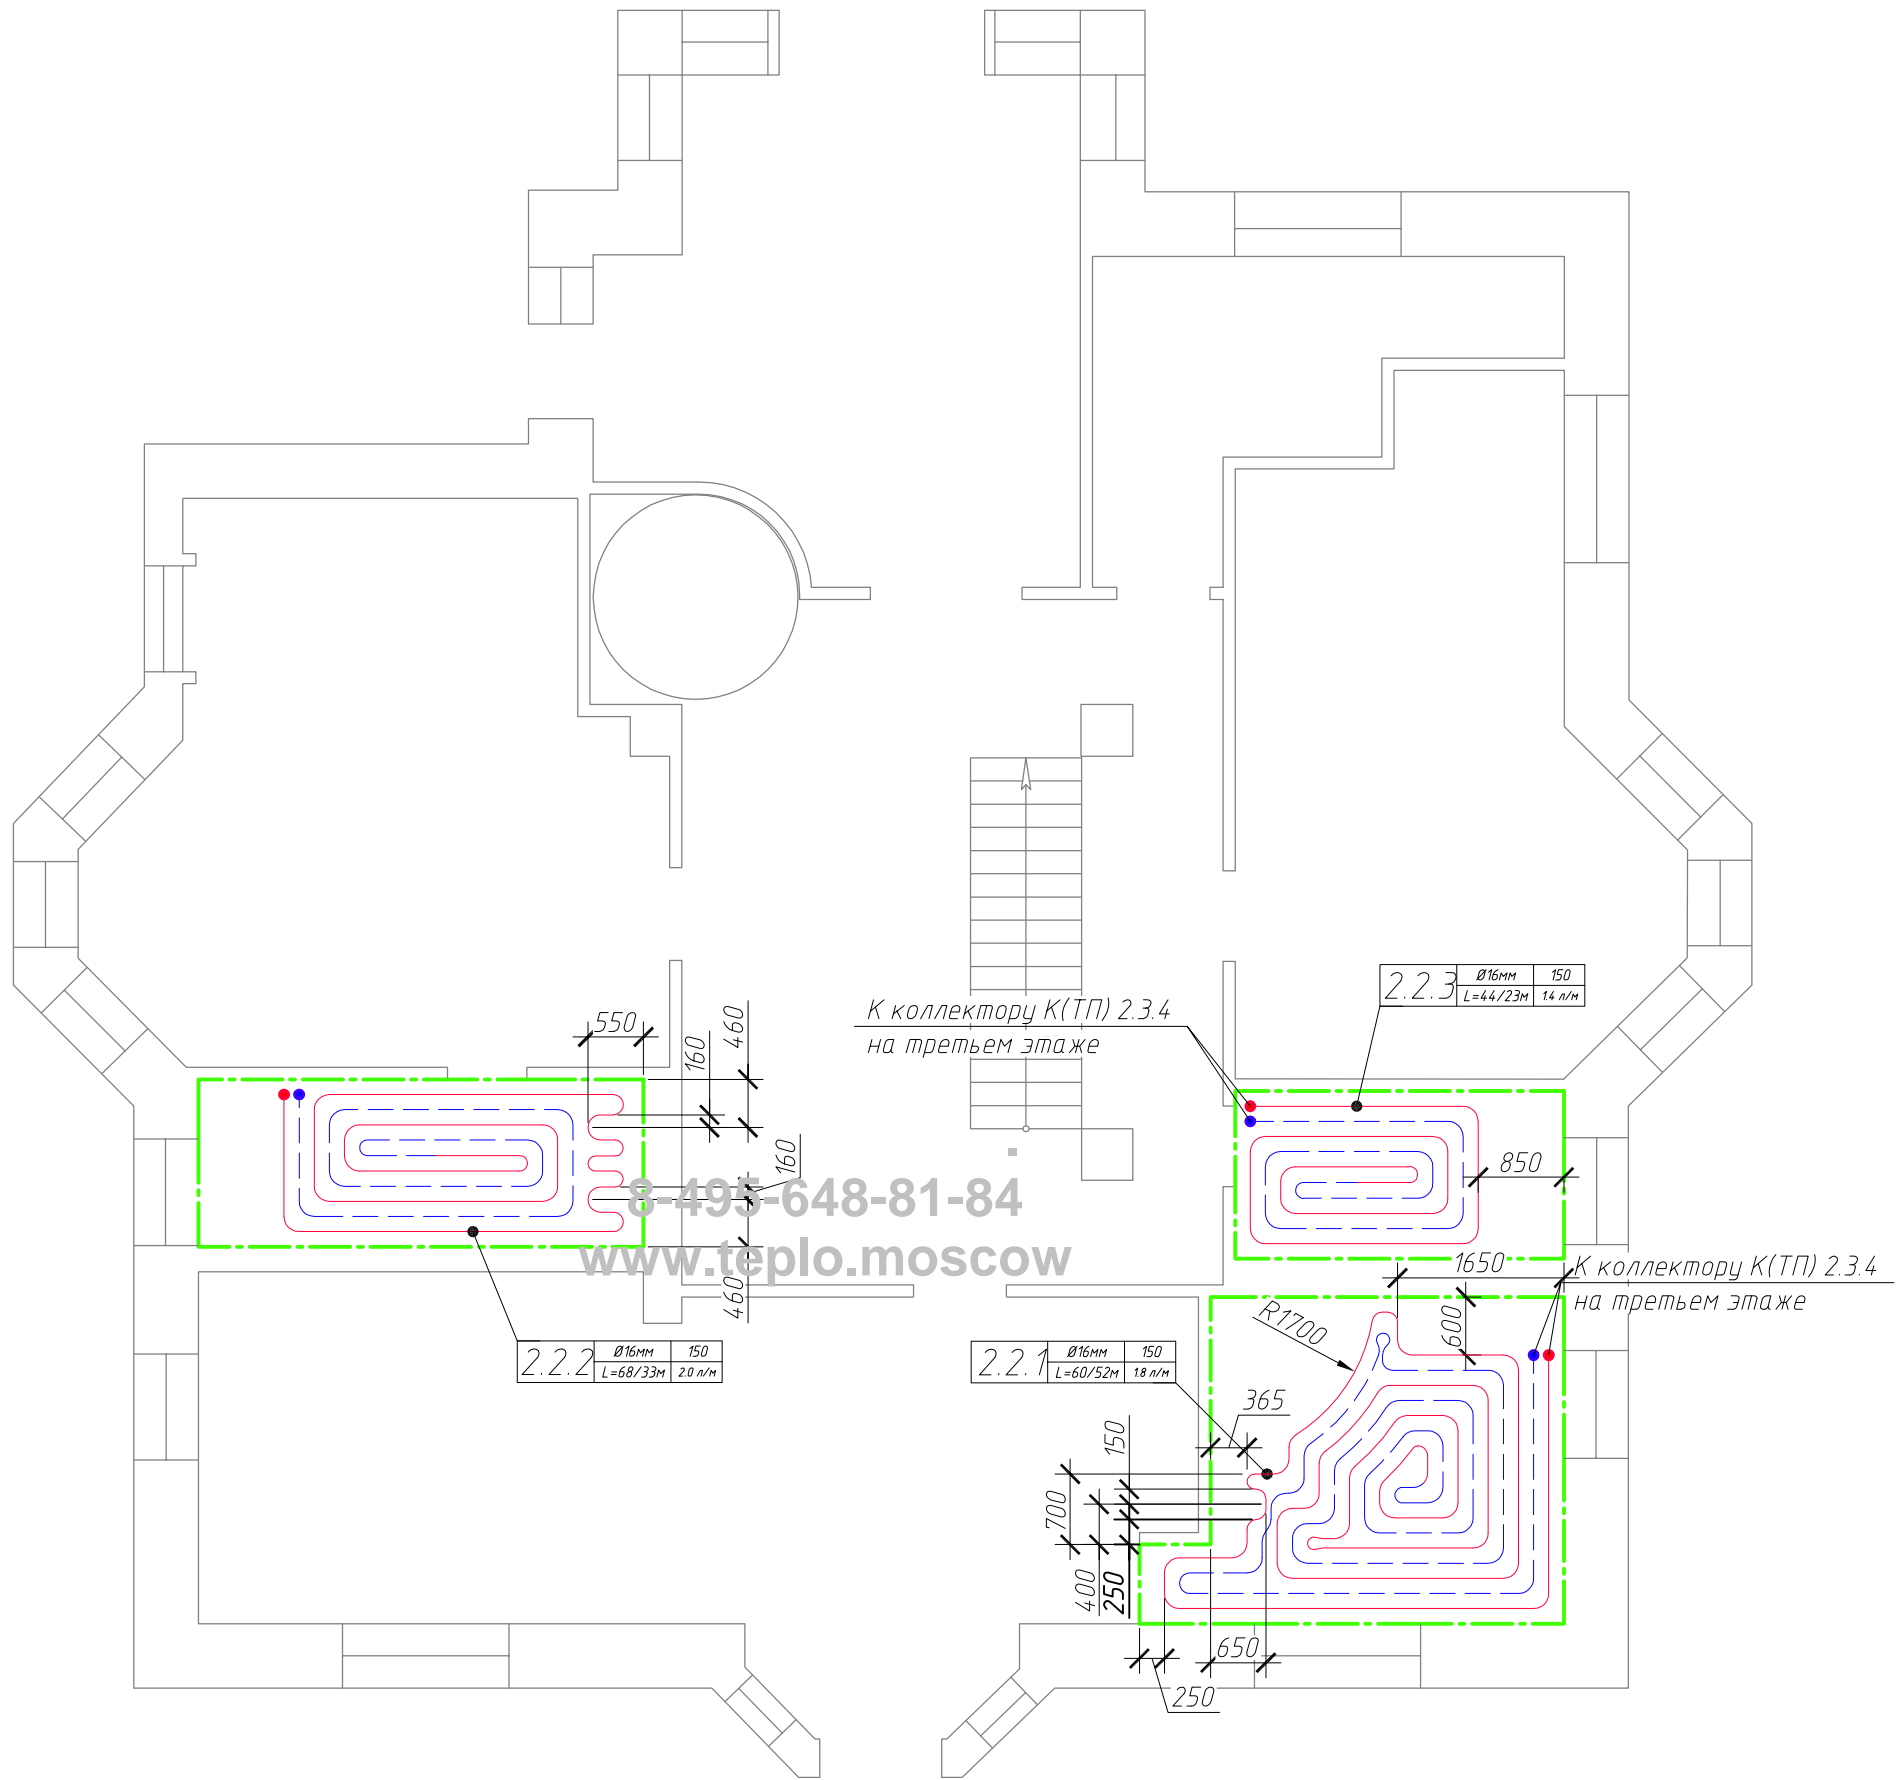 2.2.3
Ø16мм
150
L=44/23м
1.4 л/м
К коллектору К(ТП) 2.3.4
на третьем этаже
550
160
460
160
850
8-495-648-81-84
www.teplo.moscow
1650
К коллектору К(ТП) 2.3.4
на третьем этаже
460
R1700
600
2.2.2
Ø16мм
150
L=68/33м
2.0 л/м
2.2.1
Ø16мм
150
L=60/52м
1.8 л/м
365
150
700
400
250
650
250